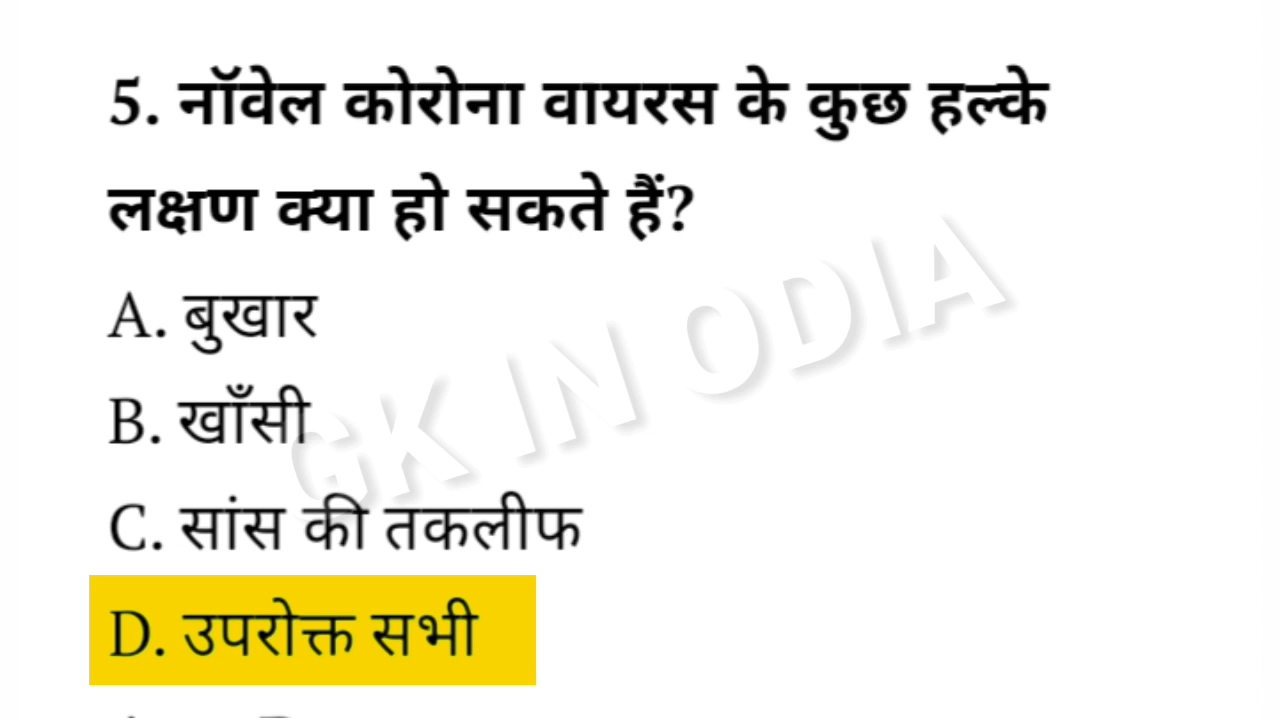 5. नॉवेल कोरोना वायरस के कुछ हल्के
लक्षण क्या हो सकते हैं?
A. बुखार
B. खाँसी
C. सांस की तकलीफ
D. उपरोक्त सभी
GK IN ODIA